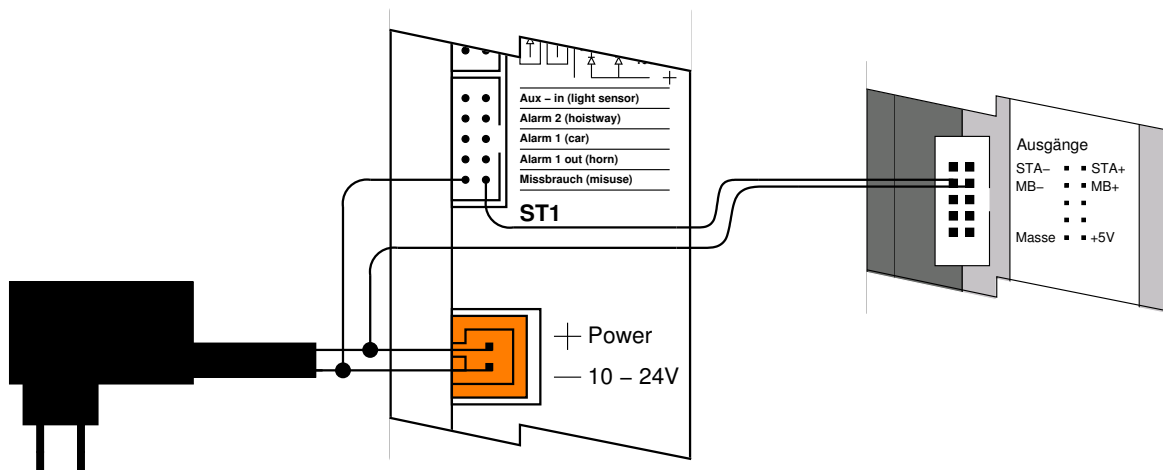 Aux – in (light sensor)
Alarm 2 (hoistway)
Alarm 1 (car)
Alarm 1 out (horn)
Missbrauch (misuse)
ST1
+ Power
— 10 – 24V
Ausgänge
STA– STA+
MB– MB+
Masse +5V